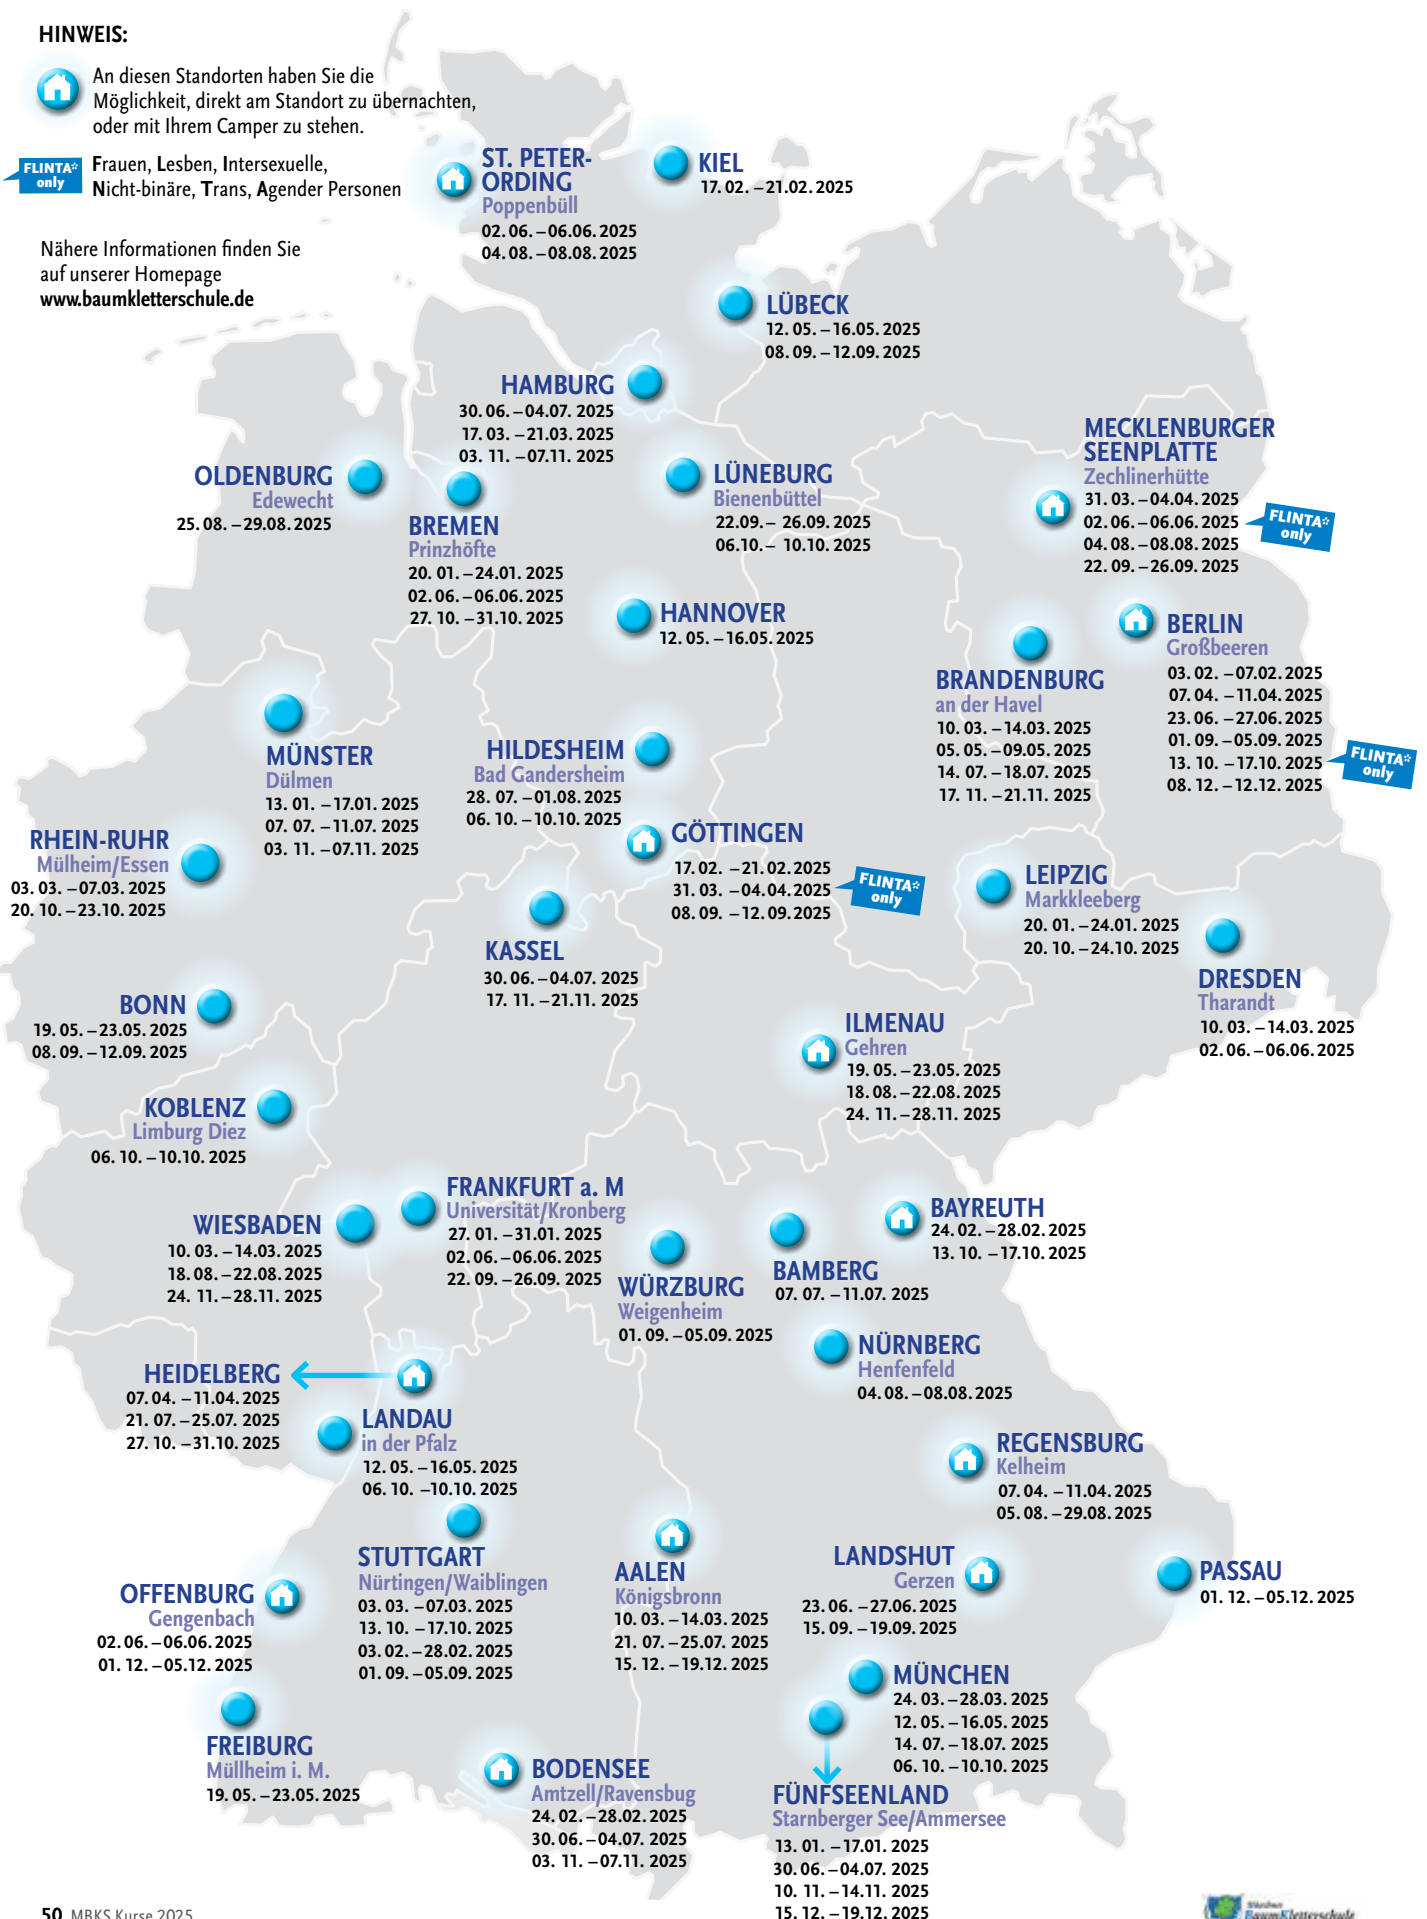 HINWEIS:
An diesen Standorten haben Sie die
Möglichkeit, direkt am Standort zu übernachten,
oder mit Ihrem Camper zu stehen.
FLINTA*
only
Frauen, Lesben, Intersexuelle,
Nicht-binäre, Trans, Agender Personen
Nähere Informationen finden Sie
auf unserer Homepage
www.baumkletterschule.de
ST. PETER-
ORDING
Poppenbüll
02. 06. – 06.06. 2025
04. 08. – 08.08. 2025
KIEL
17. 02. – 21.02. 2025
LÜBECK
12. 05. – 16.05. 2025
08. 09. – 12.09. 2025
HAMBURG
30. 06. – 04.07. 2025
17. 03. – 21.03. 2025
03. 11. – 07.11. 2025
OLDENBURG
Edewecht
25. 08. – 29.08. 2025
BREMEN
Prinzhöfte
20. 01. – 24.01. 2025
02. 06. – 06.06. 2025
27. 10. – 31.10. 2025
LÜNEBURG
Bienenbüttel
22.09. – 26.09. 2025
06.10. – 10.10. 2025
MECKLENBURGER
SEENPLATTE
Zechlinerhütte
31. 03. – 04.04. 2025
02. 06. – 06.06. 2025
FLINTA*
only
04. 08. – 08.08. 2025
22. 09. – 26.09. 2025
HANNOVER
12. 05. – 16.05. 2025
BERLIN
Großbeeren
03. 02. – 07.02. 2025
07. 04. – 11.04. 2025
23. 06. – 27.06. 2025
01. 09. – 05.09. 2025
13. 10. – 17.10. 2025
FLINTA*
only
08. 12. – 12.12. 2025
BRANDENBURG
an der Havel
10. 03. – 14.03. 2025
05. 05. – 09.05. 2025
14. 07. – 18.07. 2025
17. 11. – 21.11. 2025
MÜNSTER
Dülmen
13. 01. – 17.01. 2025
07. 07. – 11.07. 2025
03. 11. – 07.11. 2025
HILDESHEIM
Bad Gandersheim
28. 07. – 01.08. 2025
06. 10. – 10.10. 2025
RHEIN-RUHR
Mülheim/Essen
03. 03. – 07.03. 2025
20. 10. – 23.10. 2025
GÖTTINGEN
17. 02. – 21.02. 2025
31. 03. – 04.04. 2025
FLINTA*
only
08. 09. – 12.09. 2025
LEIPZIG
Markkleeberg
20. 01. – 24.01. 2025
20. 10. – 24.10. 2025
KASSEL
30. 06. – 04.07. 2025
17. 11. – 21.11. 2025
DRESDEN
Tharandt
10. 03. – 14.03. 2025
02. 06. – 06.06. 2025
BONN
19. 05. – 23.05. 2025
08. 09. – 12.09. 2025
ILMENAU
Gehren
19. 05. – 23.05. 2025
18. 08. – 22.08. 2025
24. 11. – 28.11. 2025
KOBLENZ
Limburg Diez
06. 10. – 10.10. 2025
FRANKFURT a. M
Universität/Kronberg
27. 01. – 31.01. 2025
02. 06. – 06.06. 2025
22. 09. – 26.09. 2025
WIESBADEN
10. 03. – 14.03. 2025
18. 08. – 22.08. 2025
24. 11. – 28.11. 2025
BAYREUTH
24. 02. – 28.02. 2025
13. 10. – 17.10. 2025
WÜRZBURG
Weigenheim
01. 09. – 05.09. 2025
BAMBERG
07. 07. – 11.07. 2025
NÜRNBERG
Henfenfeld
04. 08. – 08.08. 2025
HEIDELBERG
07. 04. – 11.04. 2025
21. 07. – 25.07. 2025
27. 10. – 31.10. 2025
LANDAU
in der Pfalz
12. 05. – 16.05. 2025
06. 10. – 10.10. 2025
REGENSBURG
Kelheim
07. 04. – 11.04. 2025
05. 08. – 29.08. 2025
STUTTGART
Nürtingen/Waiblingen
03. 03. – 07.03. 2025
13. 10. – 17.10. 2025
03. 02. – 28.02. 2025
01. 09. – 05.09. 2025
AALEN
Königsbronn
10. 03. – 14.03. 2025
21. 07. – 25.07. 2025
15. 12. – 19.12. 2025
LANDSHUT
Gerzen
23. 06. – 27.06. 2025
15. 09. – 19.09. 2025
PASSAU
01. 12. – 05.12. 2025
OFFENBURG
Gengenbach
02. 06. – 06.06. 2025
01. 12. – 05.12. 2025
MÜNCHEN
24. 03. – 28.03. 2025
12. 05. – 16.05. 2025
14. 07. – 18.07. 2025
06. 10. – 10.10. 2025
FREIBURG
Müllheim i. M.
19. 05. – 23.05. 2025
BODENSEE
Amtzell/Ravensbug
24. 02. – 28.02. 2025
30. 06. – 04.07. 2025
03. 11. – 07.11. 2025
FÜNFSEENLAND
Starnberger See/Ammersee
13. 01. – 17.01. 2025
30. 06. – 04.07. 2025
10. 11. – 14.11. 2025
15. 12. – 19.12. 2025
50 MBKS Kurse 2025
Münchner
BaumKletterschule